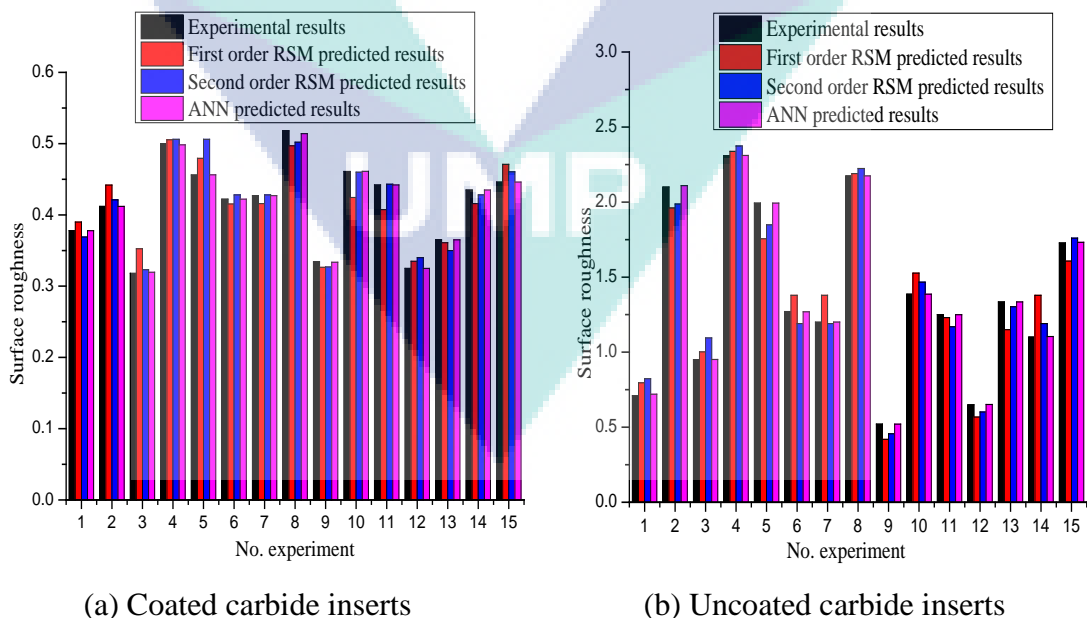 Experimental results
First order RSM predicted results
Second order RSM predicted results
ANN predicted results
0.6
0.5
0.4
0.3
0.2
0.1
0.0
Surface roughness
1 2 3 4 5 6 7 8 9 10 11 12 13 14 15
No. experiment
(a) Coated carbide inserts
Experimental results
First order RSM predicted results
Second order RSM predicted results
ANN predicted results
3.0
2.5
2.0
1.5
1.0
0.5
0.0
Surface roughness
1 2 3 4 5 6 7 8 9 10 11 12 13 14 15
No. experiment
(b) Uncoated carbide inserts
UMP